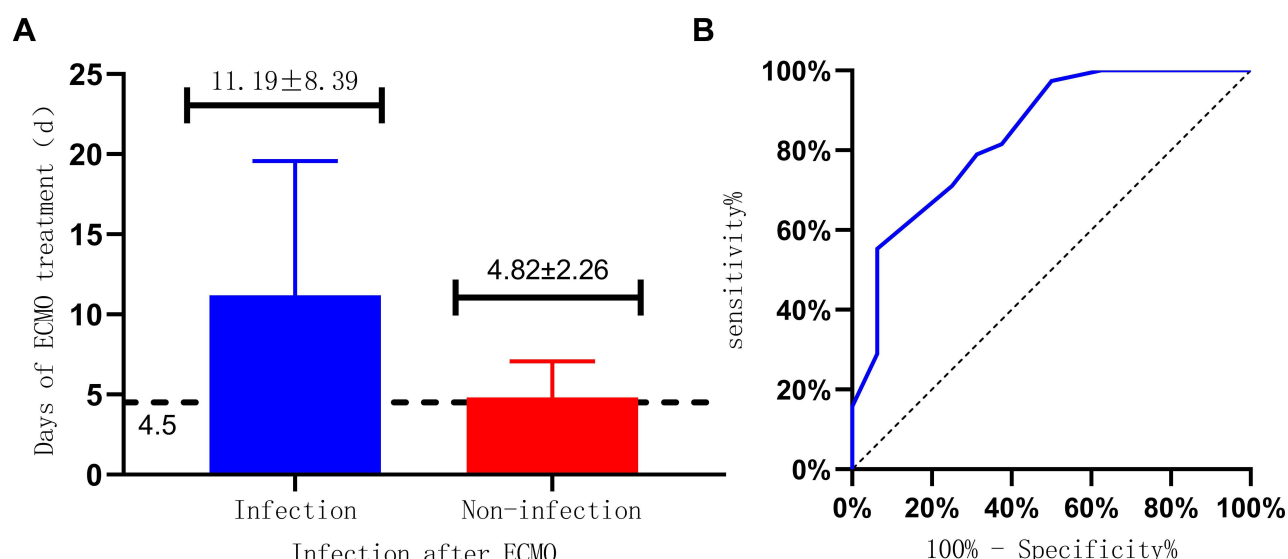 A
25
20
15
10
5
0
Days of ECMO treatment (d)
11.19±8.39
4.82±2.26
4.5
Infection
Non-infection
Infection after ECMO
B
100%
80%
60%
40%
20%
0%
sensitivity%
0%
20%
40%
60%
80%
100%
100% - Specificity%